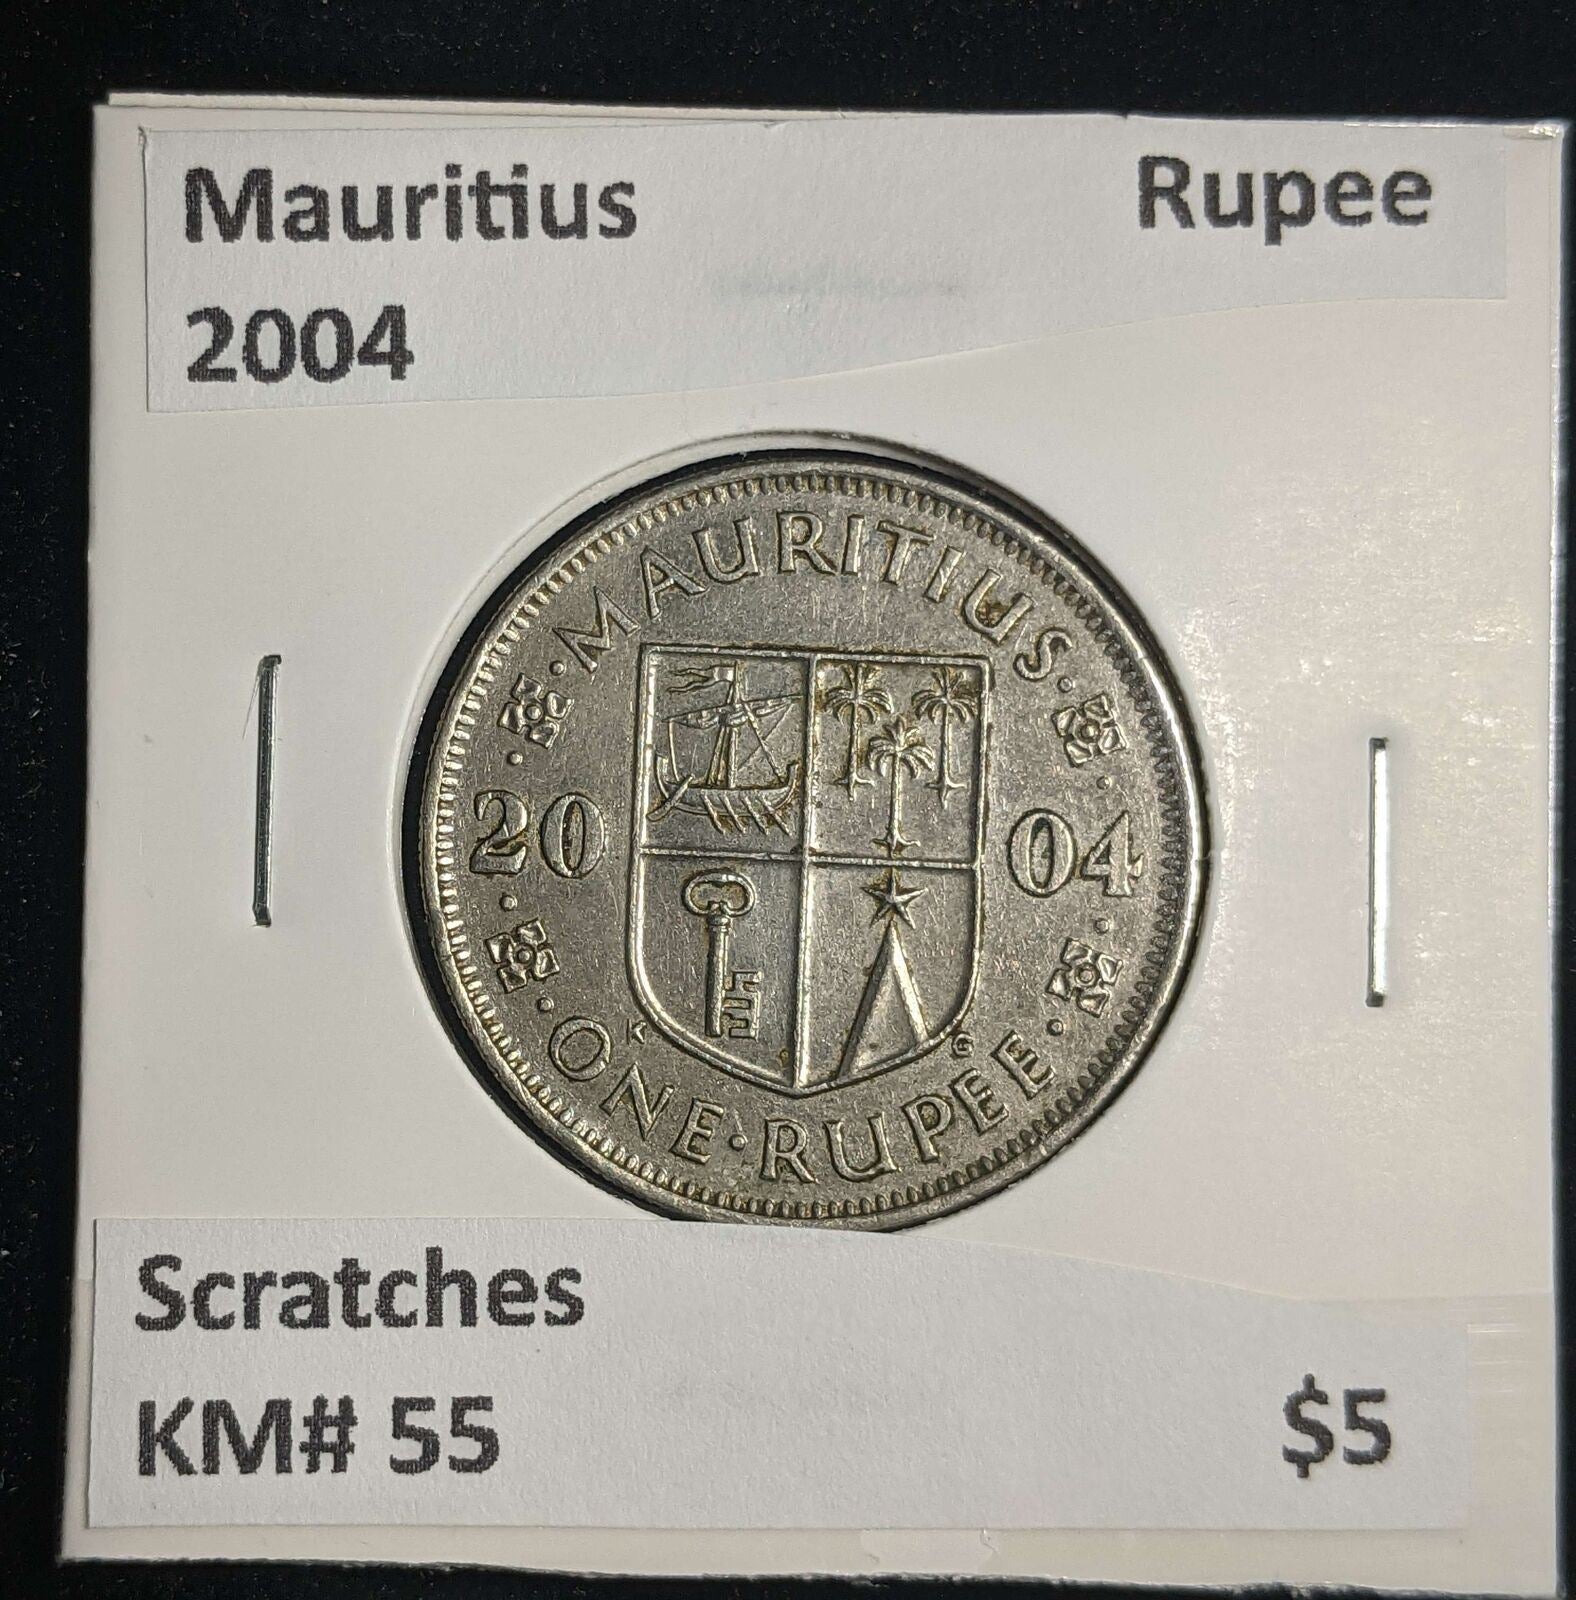 Mauritius Rupee
2004
· MAURITIUS ·
20 04
K G
· ONE · RUPEE ·
Scratches
KM# 55 $5